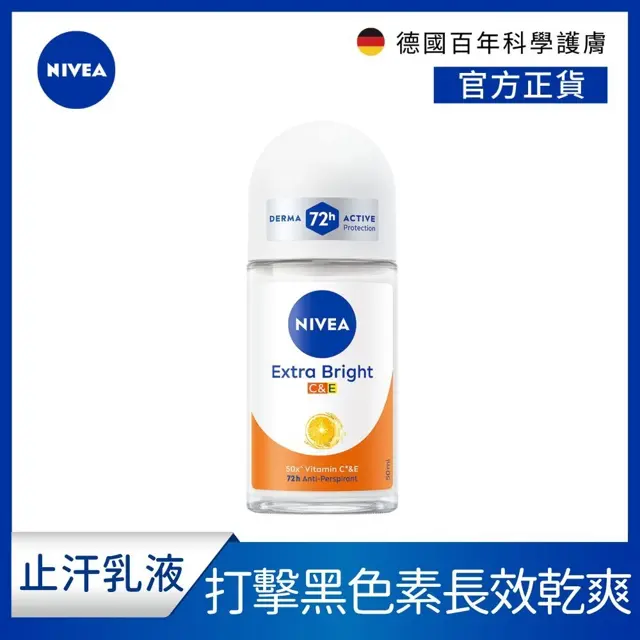 NIVEA
德國百年科學護膚
官方正貨
DERMA 72h ACTIVE
Protection
NIVEA
Extra Bright
C&E
50x* Vitamin C*&E
72h Anti-Perspirant
50 mL
止汗乳液
打擊黑色素長效乾爽